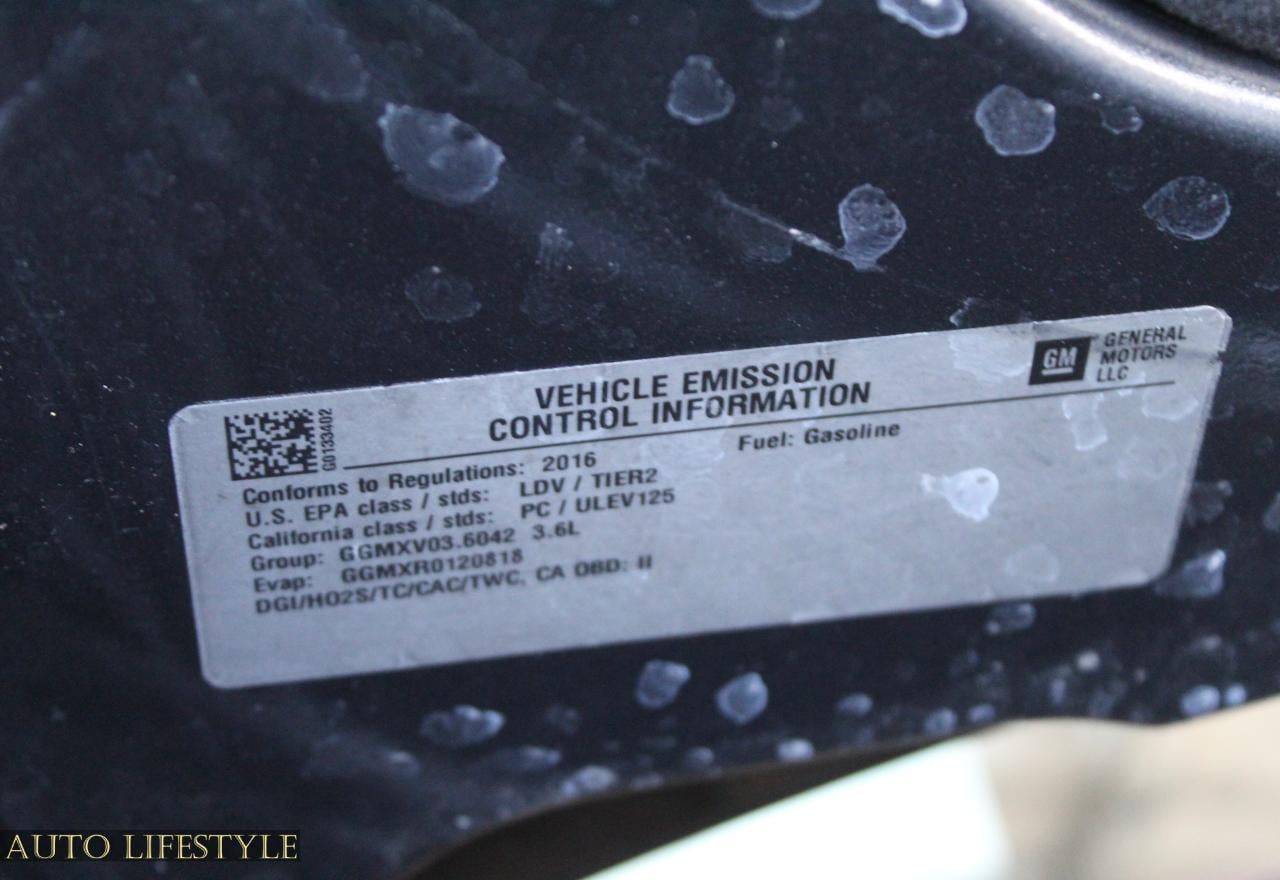 VEHICLE EMISSION
CONTROL INFORMATION
GM
GENERAL
MOTORS
LLC
G0133402
Fuel: Gasoline
Conforms to Regulations: 2016
U.S. EPA class / stds: LDV / TIER2
California class / stds: PC / ULEV125
Group: GGMXV03.6042 3.6L
Evap: GGMXR0120818
DGI/HO2S/TC/CAC/TWC, CA OBD: II
AUTO LIFESTYLE